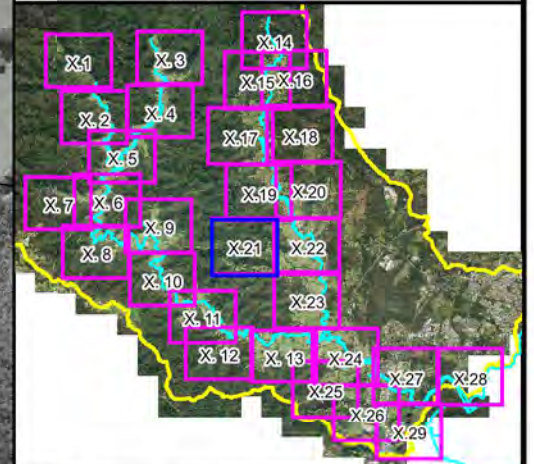 X.14
X.1
X. 3
X.15
X.16
X. 2
X. 4
X.17
X.18
X. 5
X. 7
X. 6
X.19
X.20
X. 9
X. 8
X.21
X.22
X. 10
X.23
X. 11
X. 12
X. 13
X.24
X.25
X.27
X.28
X.26
X.29